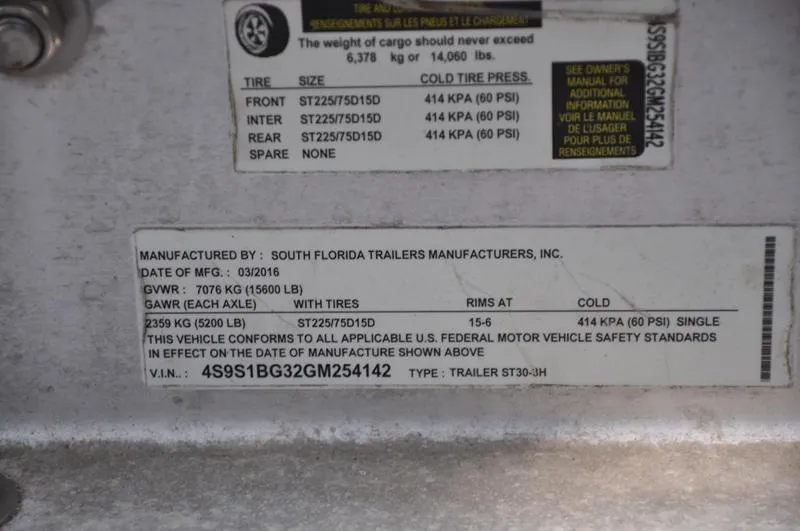 TIRE AND
RENSEIGNEMENTS SUR LES PNEUS ET LE CHARGEMENT
The weight of cargo should never exceed
6,378 kg or 14,060 lbs.
TIRE SIZE COLD TIRE PRESS.
FRONT ST225/75D15D 414 KPA (60 PSI)
INTER ST225/75D15D 414 KPA (60 PSI)
REAR ST225/75D15D 414 KPA (60 PSI)
SPARE NONE
SEE OWNER'S
MANUAL FOR
ADDITIONAL
INFORMATION
VOIR LE MANUEL
DE L'USAGER
POUR PLUS DE
RENSEIGNEMENTS
4S9S1BG32GM254142
MANUFACTURED BY : SOUTH FLORIDA TRAILERS MANUFACTURERS, INC.
DATE OF MFG. : 03/2016
GVWR : 7076 KG (15600 LB)
GAWR (EACH AXLE) WITH TIRES RIMS AT COLD
2359 KG (5200 LB) ST225/75D15D 15-6 414 KPA (60 PSI) SINGLE
THIS VEHICLE CONFORMS TO ALL APPLICABLE U.S. FEDERAL MOTOR VEHICLE SAFETY STANDARDS
IN EFFECT ON THE DATE OF MANUFACTURE SHOWN ABOVE
V.I.N.. : 4S9S1BG32GM254142 TYPE : TRAILER ST30-3H